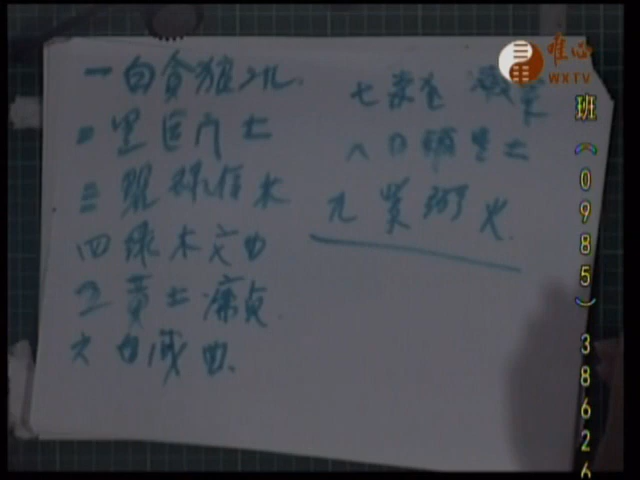 一白貪狼水
二黑巨门土
三碧祿存木
四綠木文曲
五黃土廉貞
六白武曲
七赤金破軍
八白輔星土
九紫弼火
唯心
WXTV
班(0985)38626